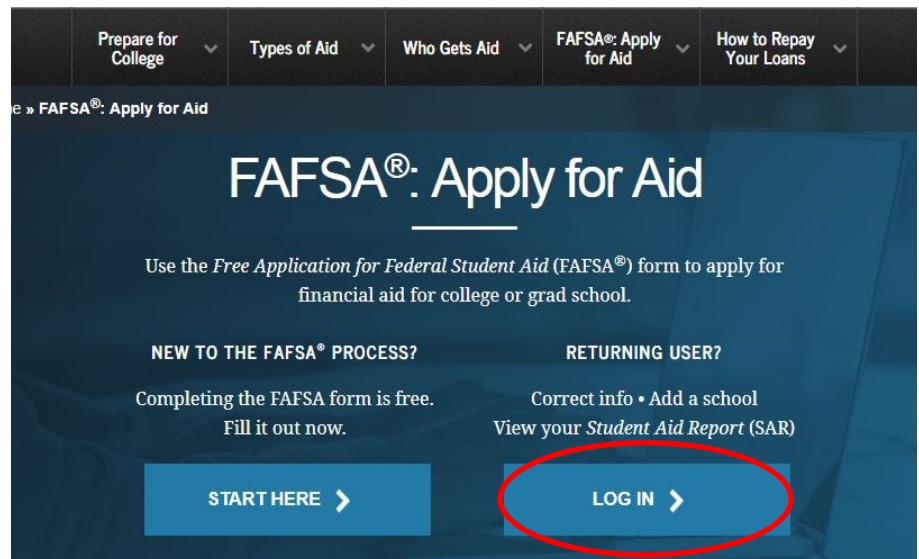 Prepare for College
Types of Aid
Who Gets Aid
FAFSA®: Apply for Aid
How to Repay Your Loans
e » FAFSA®: Apply for Aid
FAFSA®: Apply for Aid
Use the Free Application for Federal Student Aid (FAFSA®) form to apply for
financial aid for college or grad school.
NEW TO THE FAFSA® PROCESS?
Completing the FAFSA form is free.
Fill it out now.
START HERE
RETURNING USER?
Correct info • Add a school
View your Student Aid Report (SAR)
LOG IN